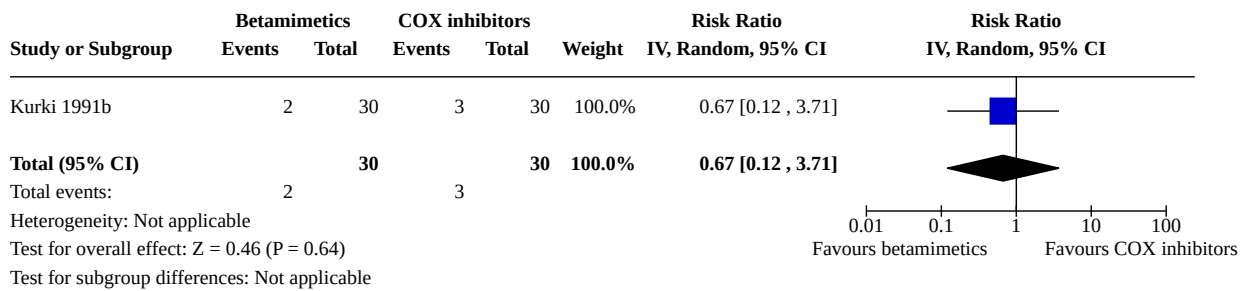 Betamimetics COX inhibitors Risk Ratio Risk Ratio
Study or Subgroup Events Total Events Total Weight IV, Random, 95% CI IV, Random, 95% CI
Kurki 1991b 2 30 3 30 100.0% 0.67 [0.12 , 3.71]
Total (95% CI) 30 30 100.0% 0.67 [0.12 , 3.71]
Total events: 2 3
Heterogeneity: Not applicable
0.01 0.1 1 10 100
Test for overall effect: Z = 0.46 (P = 0.64) Favours betamimetics Favours COX inhibitors
Test for subgroup differences: Not applicable